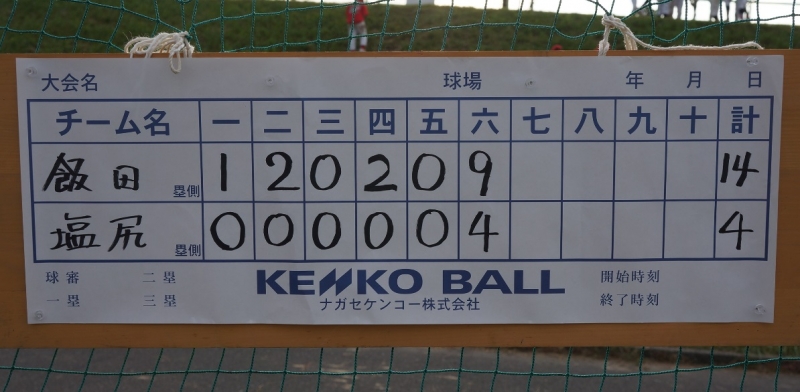 大会名 球場 年 月 日
チーム名 一 二 三 四 五 六 七 八 九 十 計
飯田 塁側 1 2 0 2 0 9 14
塩尻 塁側 0 0 0 0 0 4 4
球審 二塁 KENKO BALL 開始時刻
一塁 三塁 ナガセケンコー株式会社 終了時刻